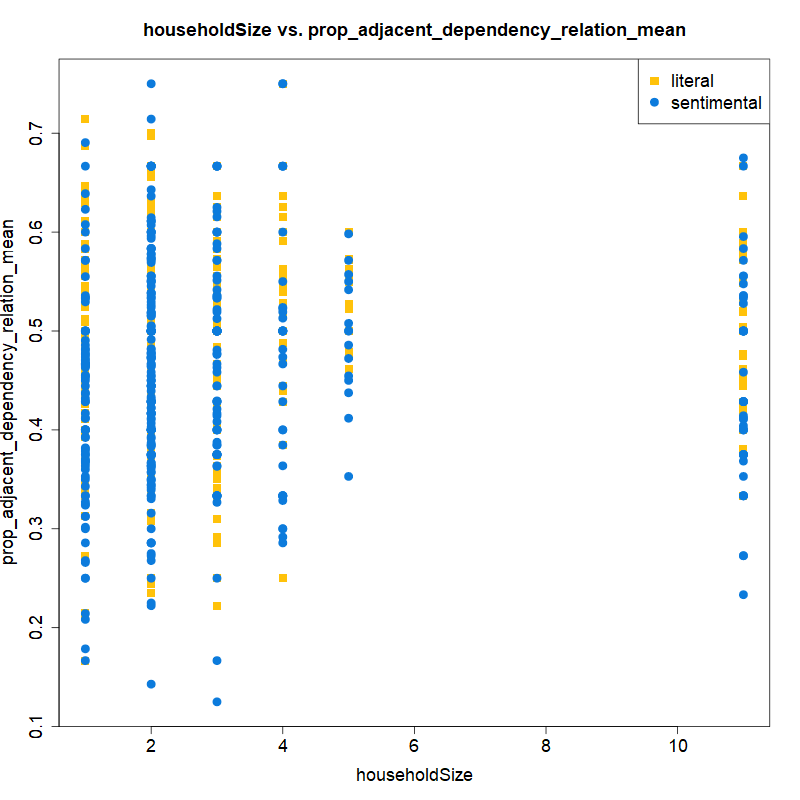 householdSize vs. prop_adjacent_dependency_relation_mean
literal
sentimental
prop_adjacent_dependency_relation_mean
0.7
0.6
0.5
0.4
0.3
0.2
0.1
2 4 6 8 10
householdSize